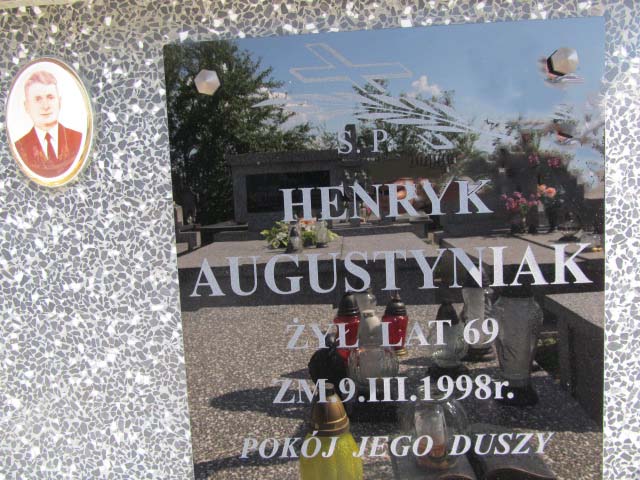 Ś.P.
HENRYK
AUGUSTYNIAK
ŻYŁ LAT 69
ZM 9.III.1998r.
POKÓJ JEGO DUSZY